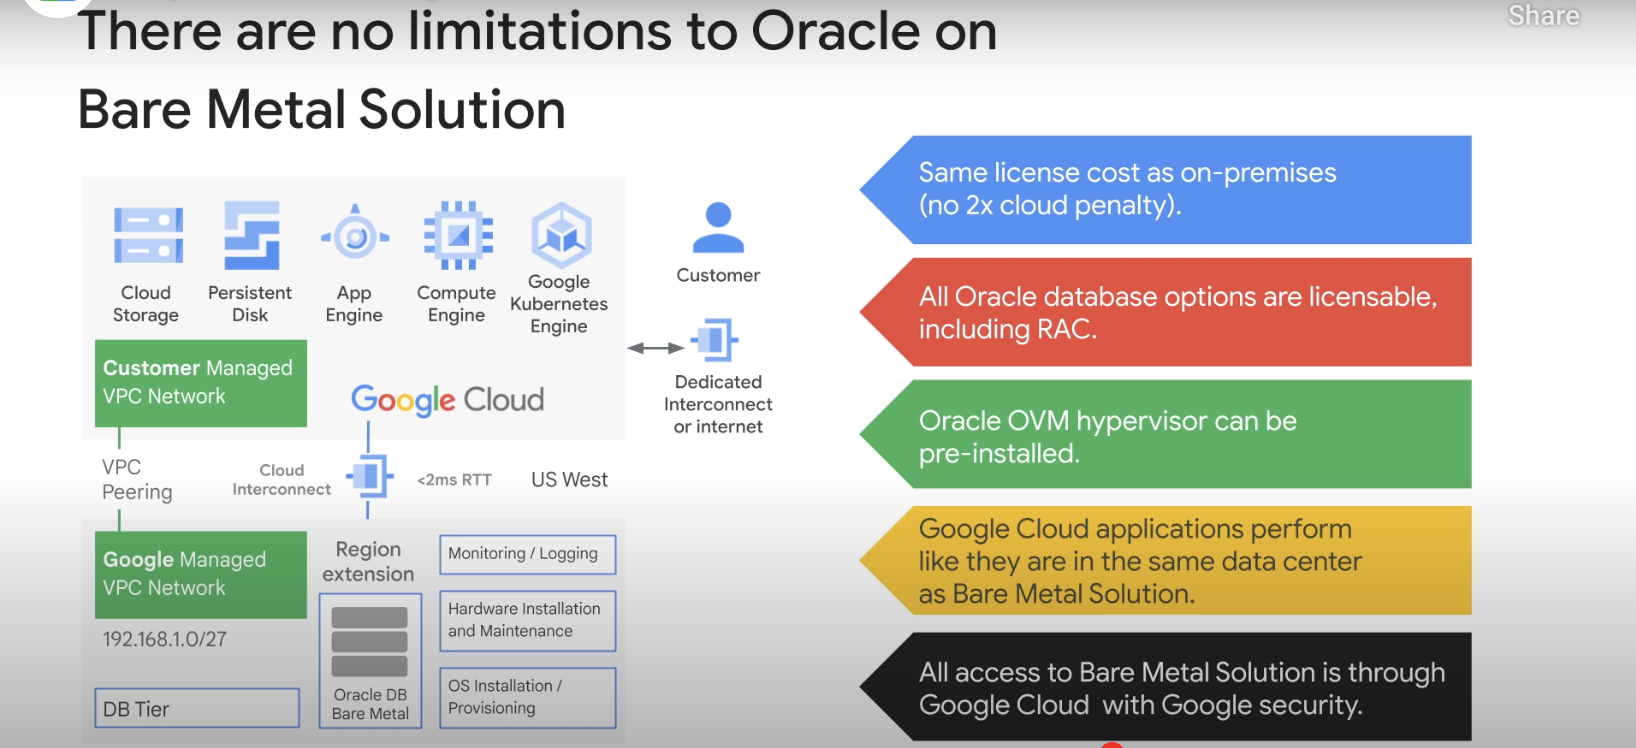 There are no limitations to Oracle on
Bare Metal Solution
Share
Cloud
Storage
Persistent
Disk
App
Engine
Compute
Engine
Google
Kubernetes
Engine
Customer Managed
VPC Network
Google Cloud
Customer
Dedicated
Interconnect
or internet
VPC
Peering
Cloud
Interconnect
<2ms RTT
US West
Google Managed
VPC Network
192.168.1.0/27
DB Tier
Region
extension
Oracle DB
Bare Metal
Monitoring / Logging
Hardware Installation
and Maintenance
OS Installation /
Provisioning
Same license cost as on-premises
(no 2x cloud penalty).
All Oracle database options are licensable,
including RAC.
Oracle OVM hypervisor can be
pre-installed.
Google Cloud applications perform
like they are in the same data center
as Bare Metal Solution.
All access to Bare Metal Solution is through
Google Cloud with Google security.